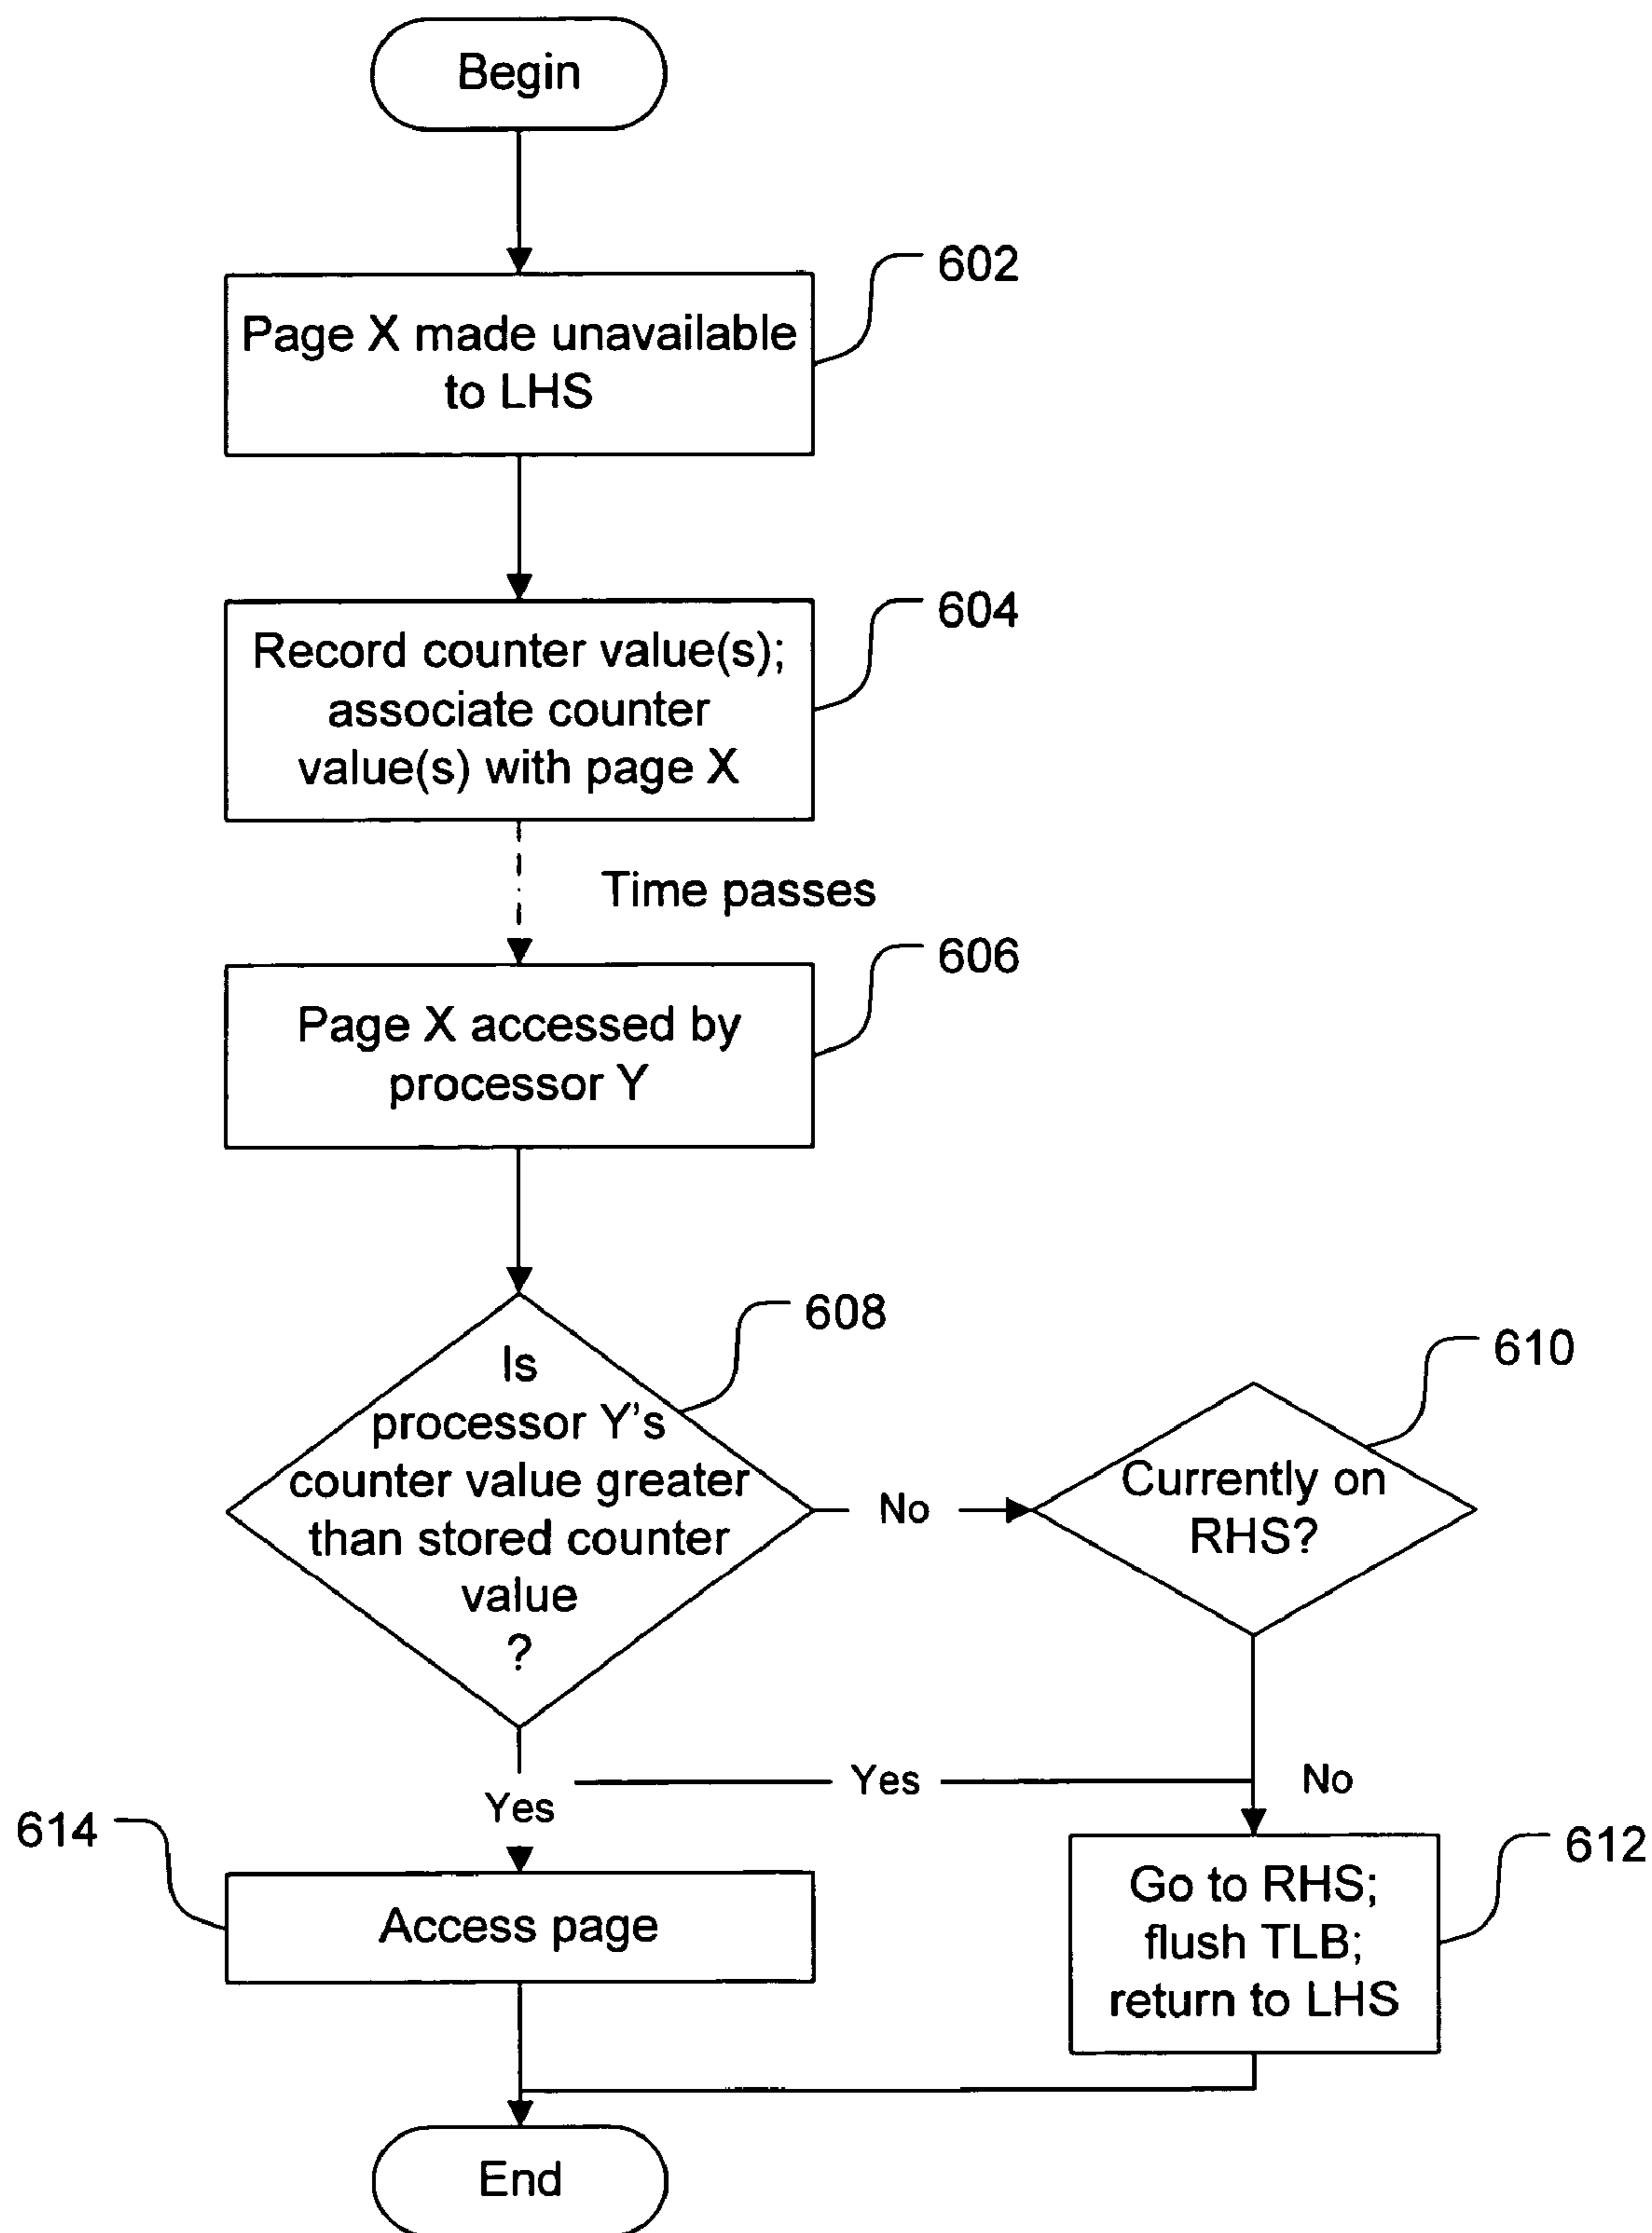 Begin
602
Page X made unavailable
to LHS
604
Record counter value(s);
associate counter
value(s) with page X
Time passes
606
Page X accessed by
processor Y
608
Is
processor Y's
counter value greater
than stored counter
value
?
No
610
Currently on
RHS?
Yes
Yes
No
614
Access page
612
Go to RHS;
flush TLB;
return to LHS
End